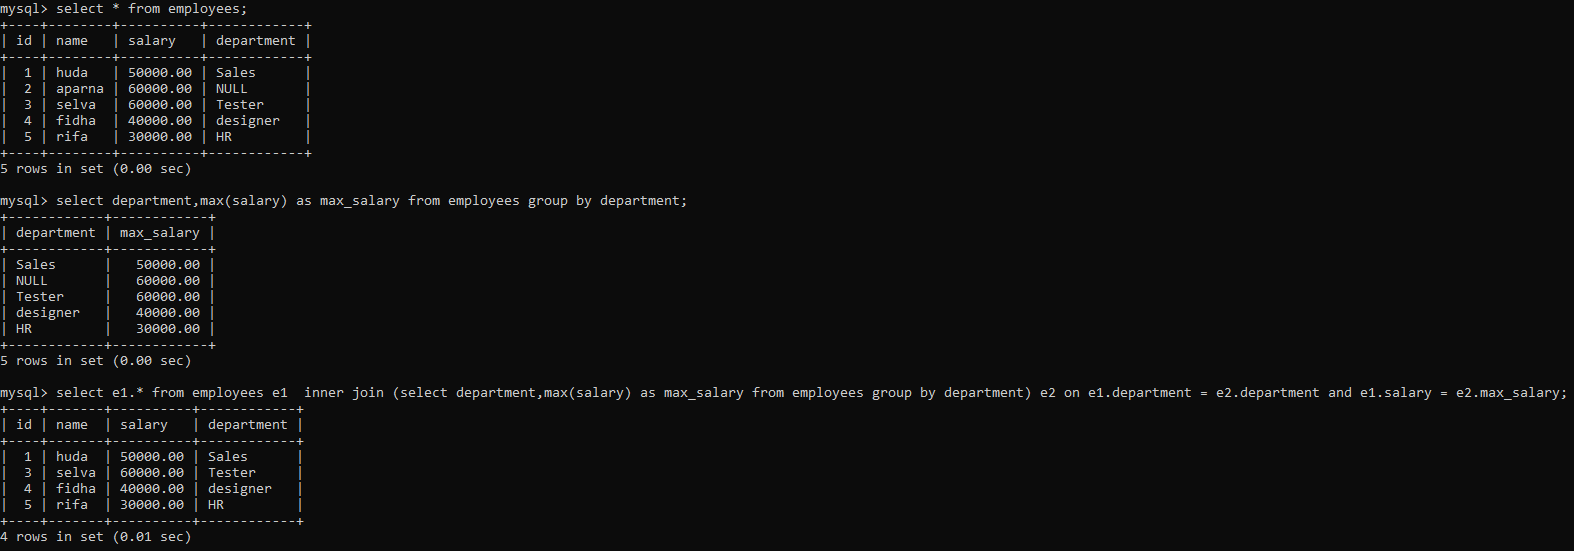 mysql> select * from employees;
+----+--------+----------+------------+
| id | name   | salary   | department |
+----+--------+----------+------------+
|  1 | huda   | 50000.00 | Sales      |
|  2 | aparna | 60000.00 | NULL       |
|  3 | selva  | 60000.00 | Tester     |
|  4 | fidha  | 40000.00 | designer   |
|  5 | rifa   | 30000.00 | HR         |
+----+--------+----------+------------+
5 rows in set (0.00 sec)

mysql> select department,max(salary) as max_salary from employees group by department;
+------------+------------+
| department | max_salary |
+------------+------------+
| Sales      |   50000.00 |
| NULL       |   60000.00 |
| Tester     |   60000.00 |
| designer   |   40000.00 |
| HR         |   30000.00 |
+------------+------------+
5 rows in set (0.00 sec)

mysql> select e1.* from employees e1  inner join (select department,max(salary) as max_salary from employees group by department) e2 on e1.department = e2.department and e1.salary = e2.max_salary;
+----+-------+----------+------------+
| id | name  | salary   | department |
+----+-------+----------+------------+
|  1 | huda  | 50000.00 | Sales      |
|  3 | selva | 60000.00 | Tester     |
|  4 | fidha | 40000.00 | designer   |
|  5 | rifa  | 30000.00 | HR         |
+----+-------+----------+------------+
4 rows in set (0.01 sec)